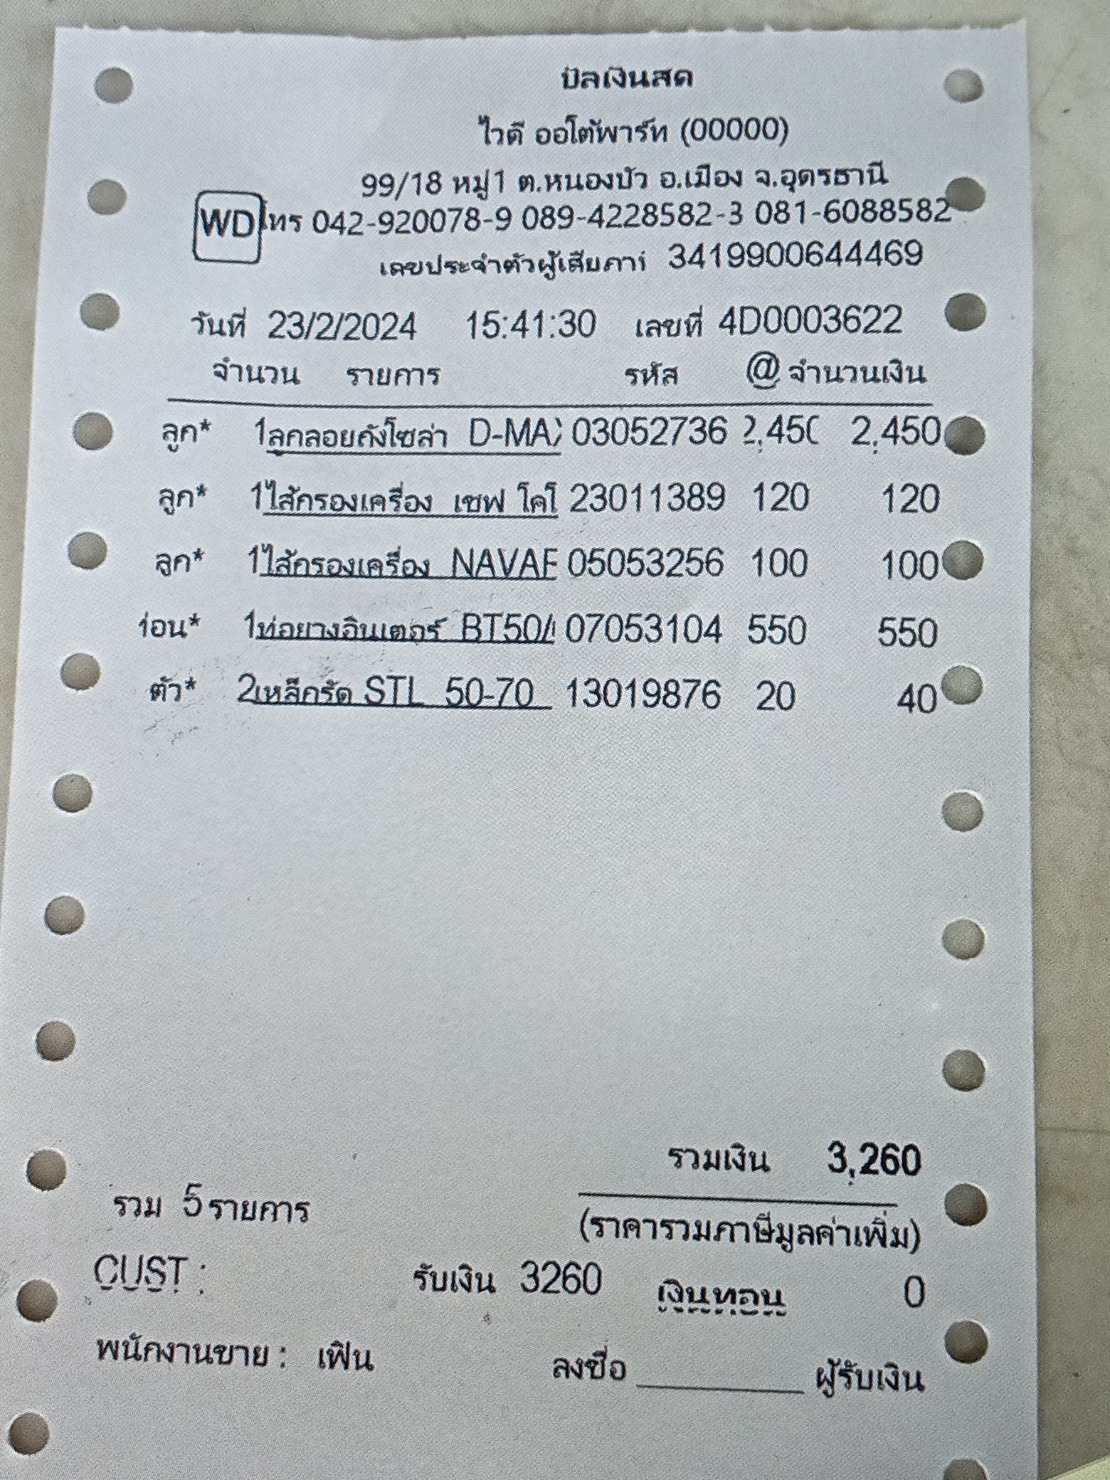 บิลเงินสด
ไวดี ออโต้พาร์ท (00000)
99/18 หมู่1 ต.หนองบัว อ.เมือง จ.อุดรธานี
WD โทร 042-920078-9 089-4228582-3 081-6088582
เลขประจำตัวผู้เสียภาษี 3419900644469
วันที่ 23/2/2024 15:41:30 เลขที่ 4D0003622
จำนวน รายการ รหัส @ จำนวนเงิน
ลูก* 1 ลูกลอยถังโซล่า D-MAX 03052736 2,450 2,450
ลูก* 1 ไส้กรองเครื่อง เชฟ โคโ 23011389 120 120
ลูก* 1 ไส้กรองเครื่อง NAVAR 05053256 100 100
ท่อน* 1 ท่อยางอินเตอร์ BT50/ 07053104 550 550
ตัว* 2 เหล็กรัด STL 50-70 13019876 20 40
รวมเงิน 3,260
รวม 5 รายการ
(ราคารวมภาษีมูลค่าเพิ่ม)
CUST : รับเงิน 3260 เงินทอน 0
พนักงานขาย : เฟิน ลงชื่อ __________ ผู้รับเงิน